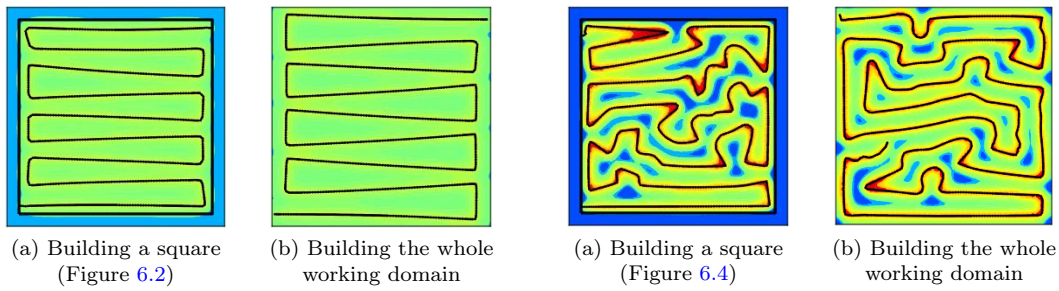 (a) Building a square
(Figure 6.2)
(b) Building the whole
working domain
(a) Building a square
(Figure 6.4)
(b) Building the whole
working domain